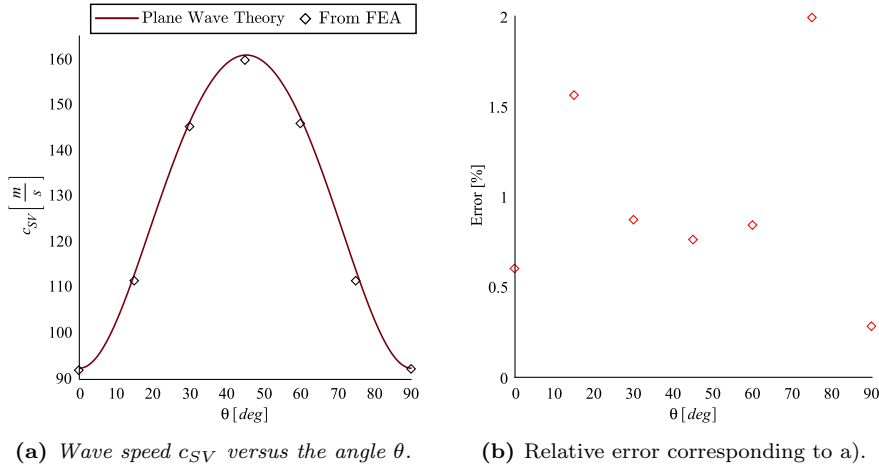 Plane Wave Theory
From FEA
c_SV [m/s]
160
150
140
130
120
110
100
90
0 10 20 30 40 50 60 70 80 90
θ [deg]
(a) Wave speed c_SV versus the angle θ.
Error [%]
2
1.5
1
0.5
0
0 10 20 30 40 50 60 70 80 90
θ [deg]
(b) Relative error corresponding to a).